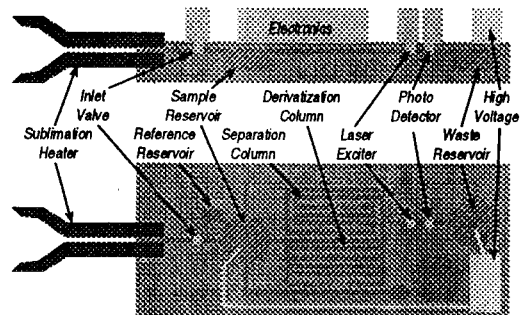 Electronics
Inlet
Valve
Sublimation
Heater
Sample
Reservoir
Reference
Reservoir
Derivatization
Column
Separation
Column
Laser
Exciter
Photo
Detector
Waste
Reservoir
High
Voltage